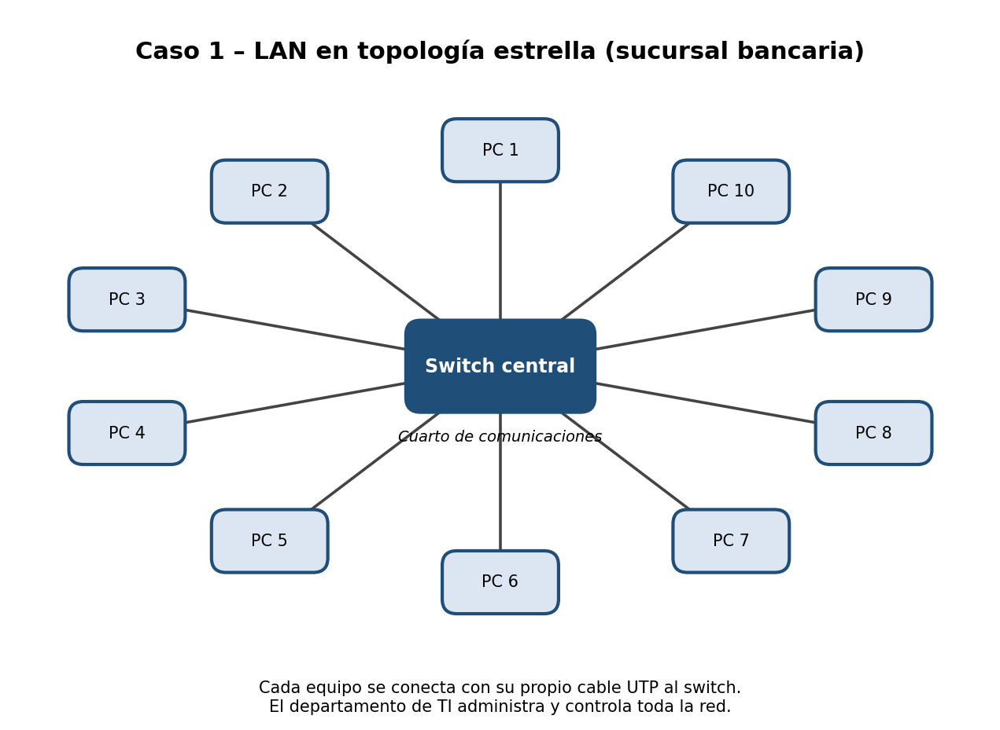 Caso 1 – LAN en topología estrella (sucursal bancaria)
PC 1
PC 2
PC 10
PC 3
PC 9
Switch central
PC 4
PC 8
Cuarto de comunicaciones
PC 5
PC 7
PC 6
Cada equipo se conecta con su propio cable UTP al switch.
El departamento de TI administra y controla toda la red.